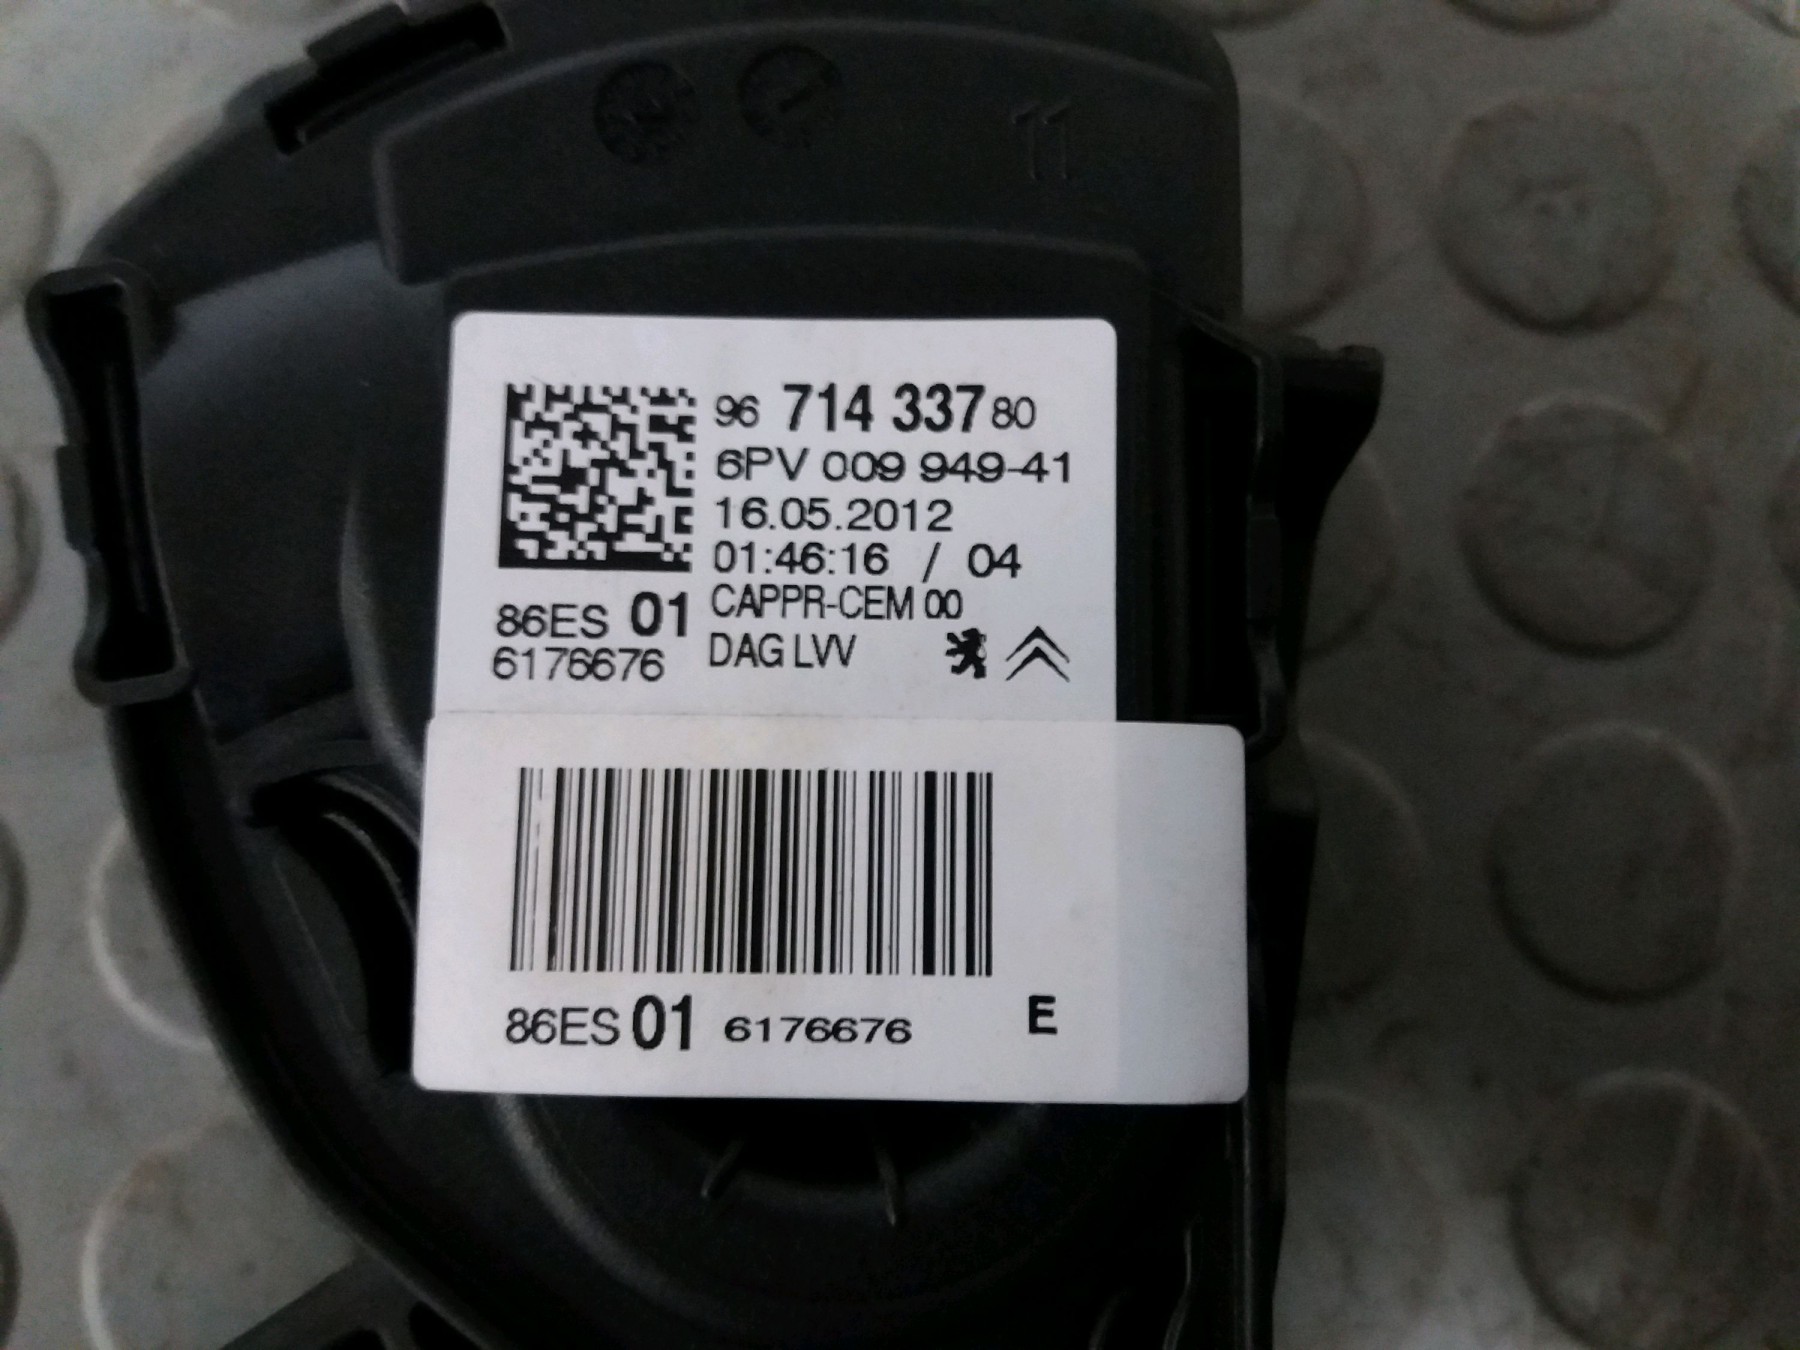 11
96 714 337 80
6PV 009 949-41
16.05.2012
01:46:16 / 04
CAPPR-CEM 00
DAG LVV
86ES 01
6176676
86ES 01 6176676 E